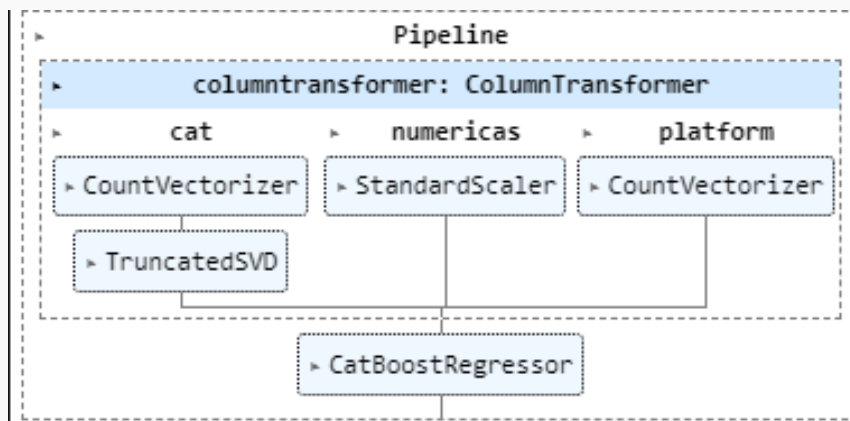 Pipeline
columntransformer: ColumnTransformer
cat numericas platform
CountVectorizer StandardScaler CountVectorizer
TruncatedSVD
CatBoostRegressor